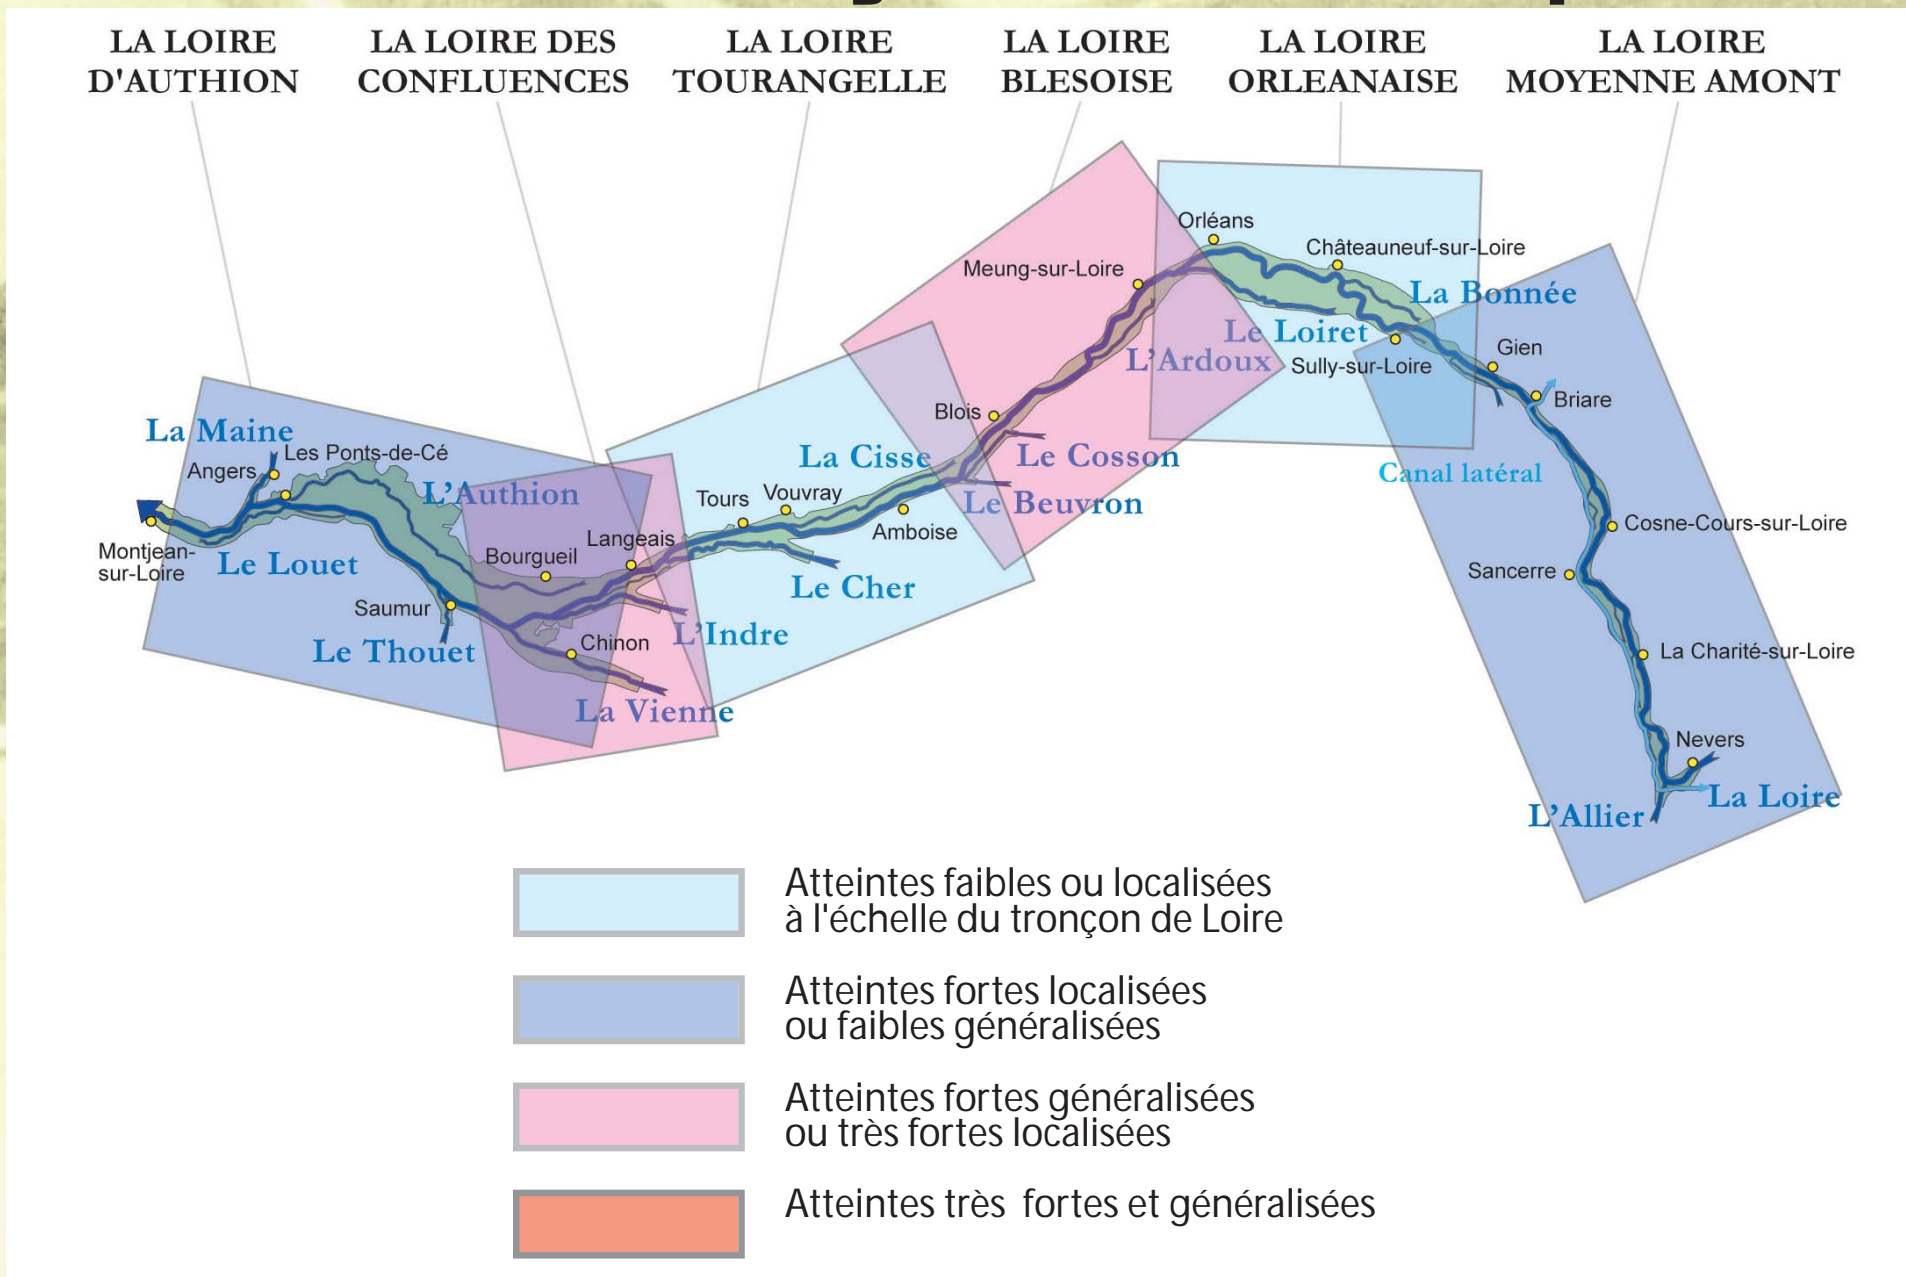 LA LOIRE
D'AUTHION
LA LOIRE DES
CONFLUENCES
LA LOIRE
TOURANGELLE
LA LOIRE
BLESOISE
LA LOIRE
ORLEANAISE
LA LOIRE
MOYENNE AMONT
Orléans
Châteauneuf-sur-Loire
Meung-sur-Loire
La Bonnée
Le Loiret
L'Ardoux
Sully-sur-Loire
Gien
Briare
Blois
La Maine
Les Ponts-de-Cé
Angers
La Cisse
Le Cosson
Canal latéral
L'Authion
Tours
Vouvray
Le Beuvron
Amboise
Cosne-Cours-sur-Loire
Langeais
Bourgueil
Montjean-
sur-Loire
Le Louet
Le Cher
Sancerre
Saumur
L'Indre
Chinon
Le Thouet
La Charité-sur-Loire
La Vienne
Nevers
La Loire
L'Allier
Atteintes faibles ou localisées
à l'échelle du tronçon de Loire
Atteintes fortes localisées
ou faibles généralisées
Atteintes fortes généralisées
ou très fortes localisées
Atteintes très  fortes et généralisées